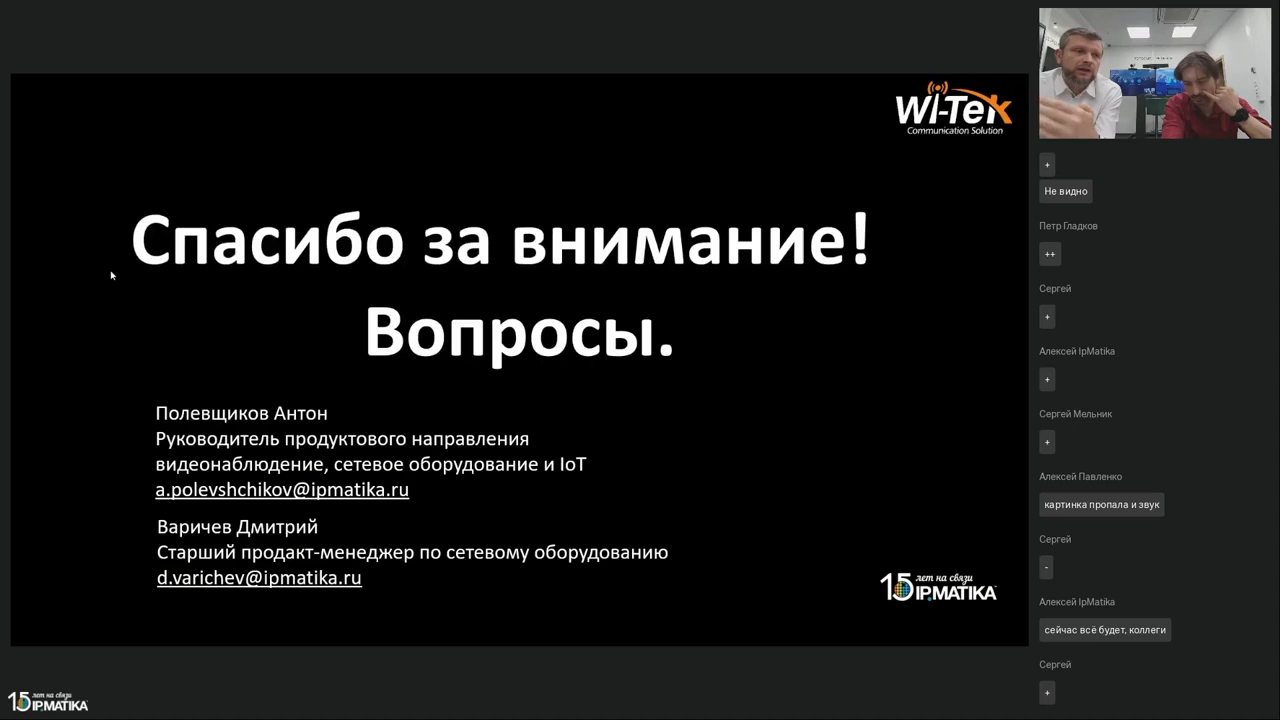 Wi-Tek
Communication Solution
Спасибо за внимание!
Вопросы.
Полевщиков Антон
Руководитель продуктового направления
видеонаблюдение, сетевое оборудование и IoT
a.polevshchikov@ipmatika.ru
Варичев Дмитрий
Старший продакт-менеджер по сетевому оборудованию
d.varichev@ipmatika.ru
15 лет на связи
IPMATIKA
15 лет на связи
IPMATIKA
+
Не видно
Петр Гладков
++
Сергей
+
Алексей IpMatika
+
Сергей Мельник
+
Алексей Павленко
картинка пропала и звук
Сергей
-
Алексей IpMatika
сейчас всё будет, коллеги
Сергей
+